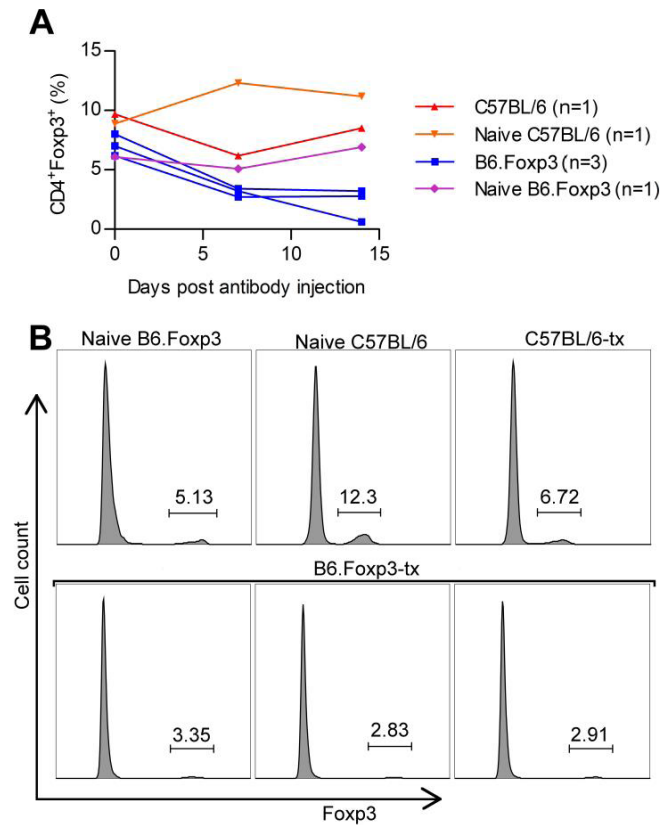 A
CD4+Foxp3+ (%)
15
10
5
0
0 5 10 15
Days post antibody injection
C57BL/6 (n=1)
Naive C57BL/6 (n=1)
B6.Foxp3 (n=3)
Naive B6.Foxp3 (n=1)
B
Naive B6.Foxp3 Naive C57BL/6 C57BL/6-tx
5.13 12.3 6.72
B6.Foxp3-tx
3.35 2.83 2.91
Cell count
Foxp3